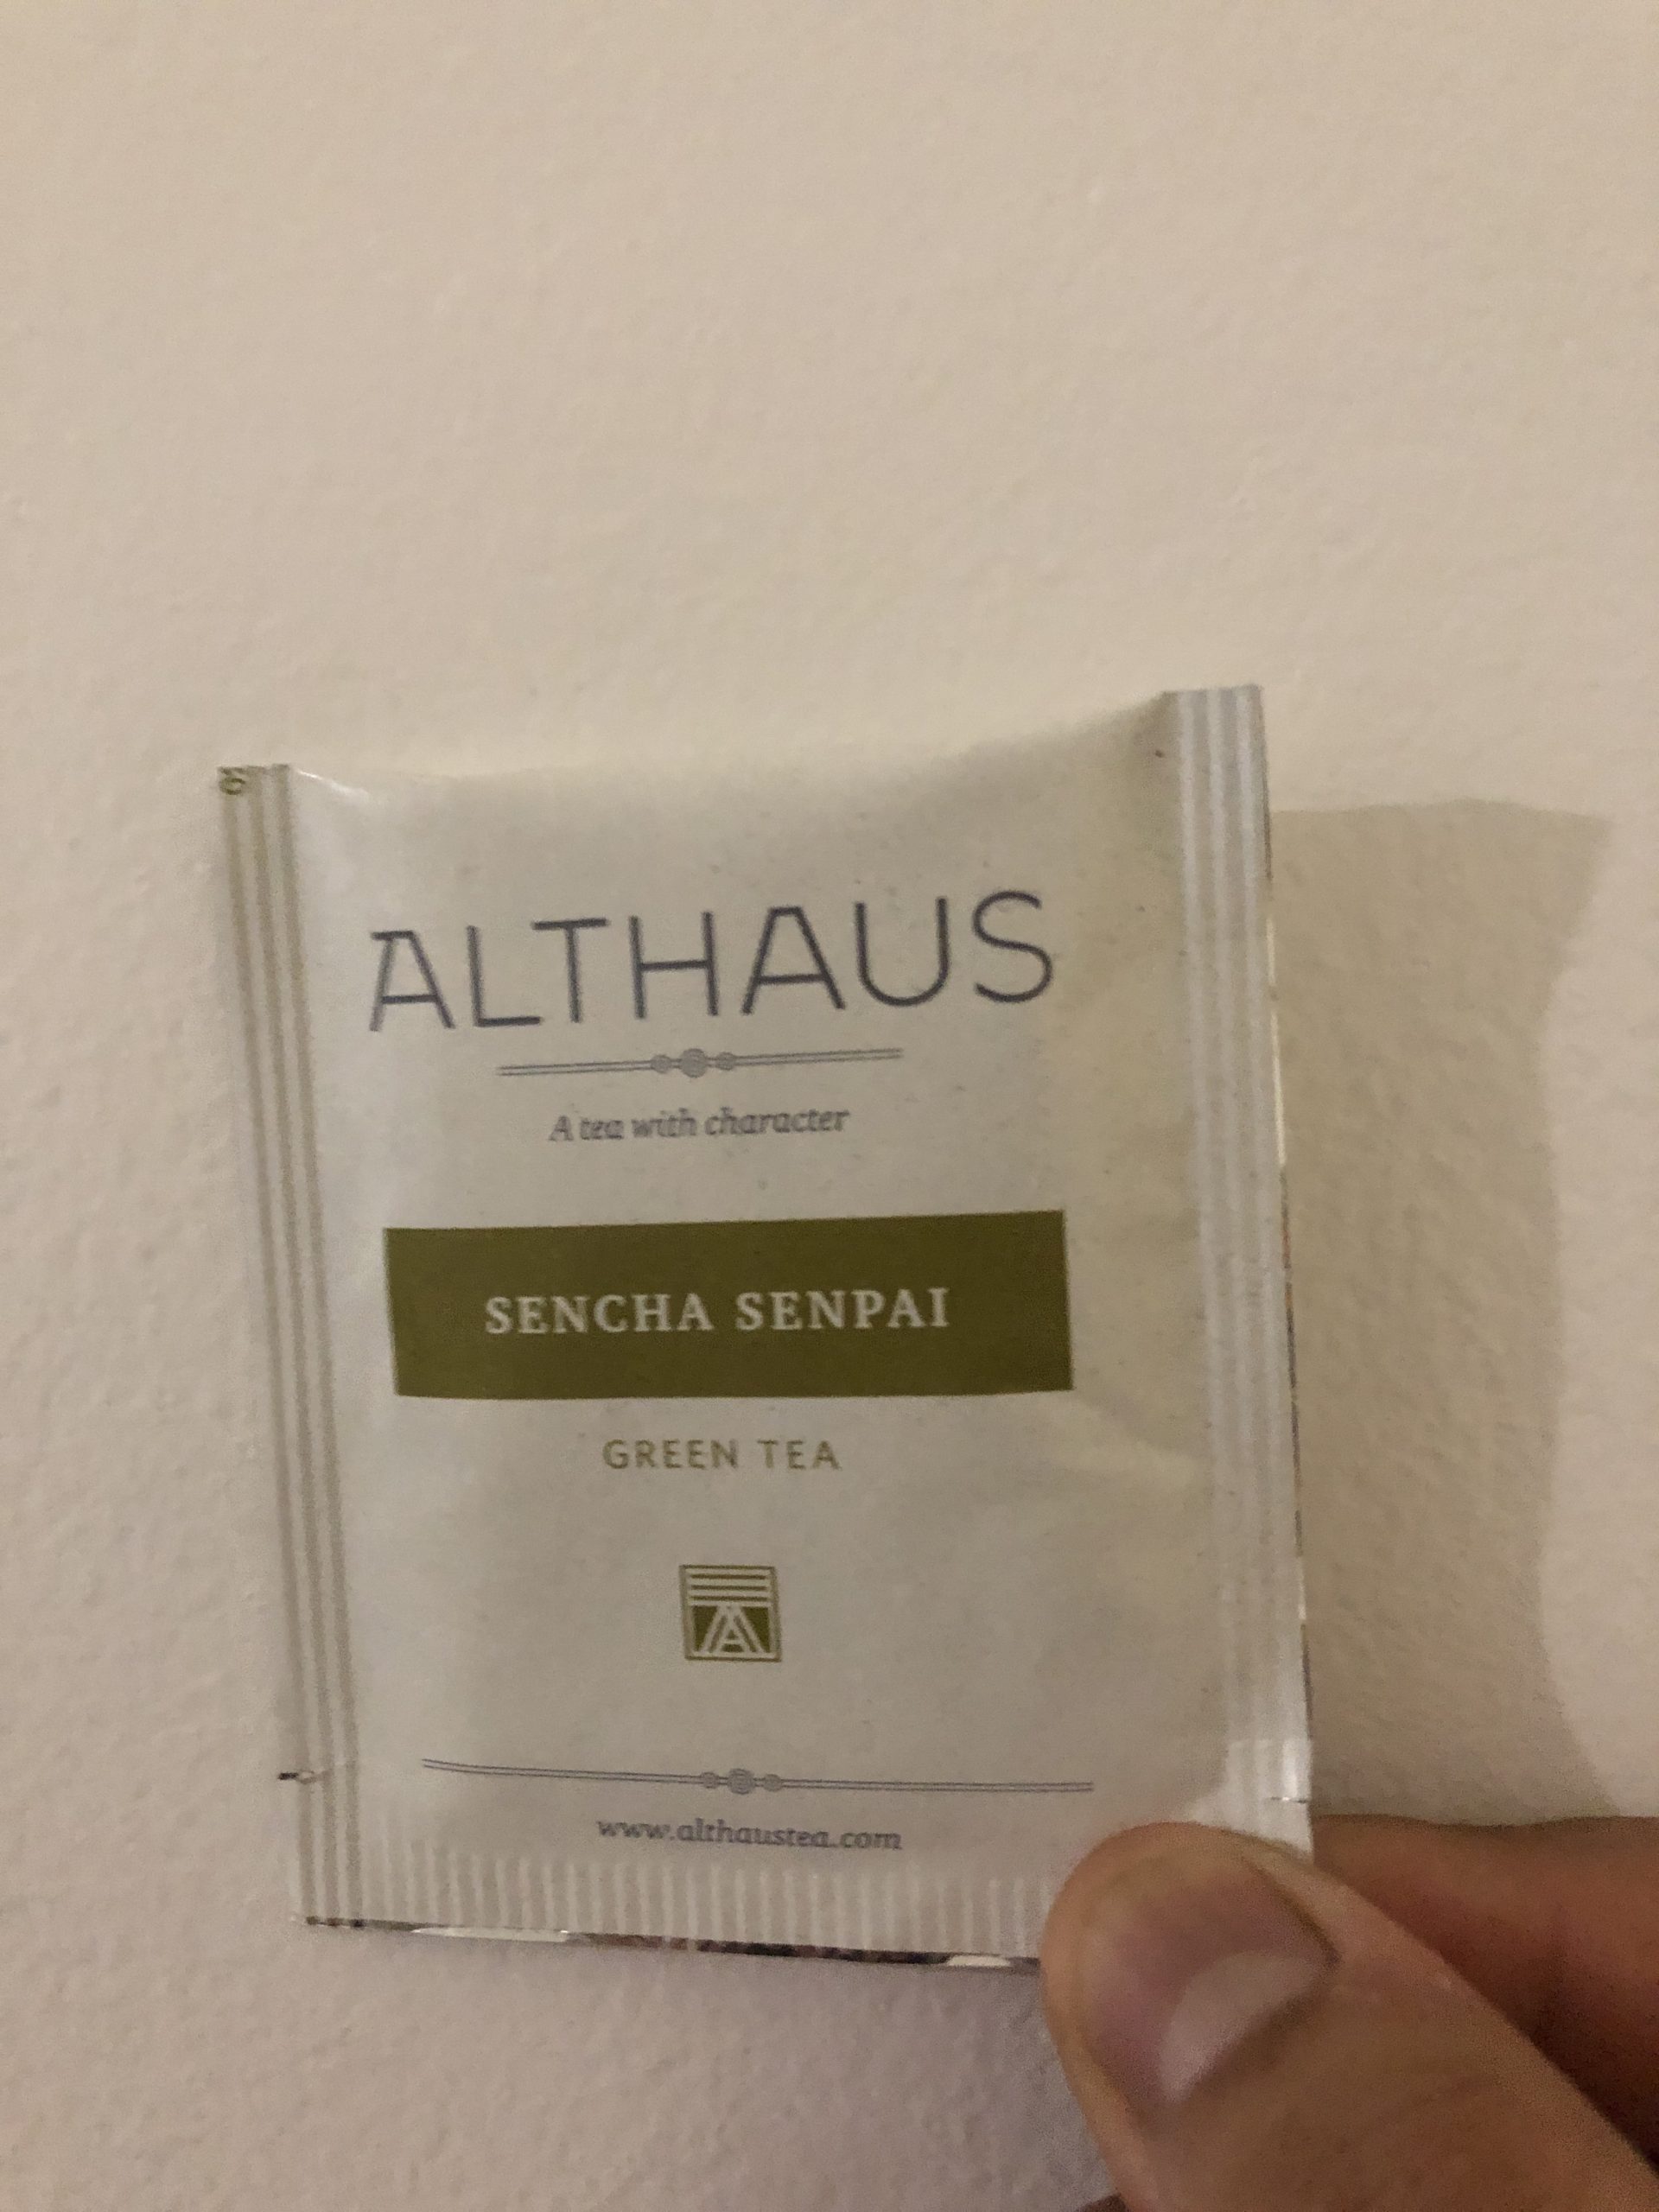 ALTHAUS
A tea with character
SENCHA SENPAI
GREEN TEA
www.althaustea.com